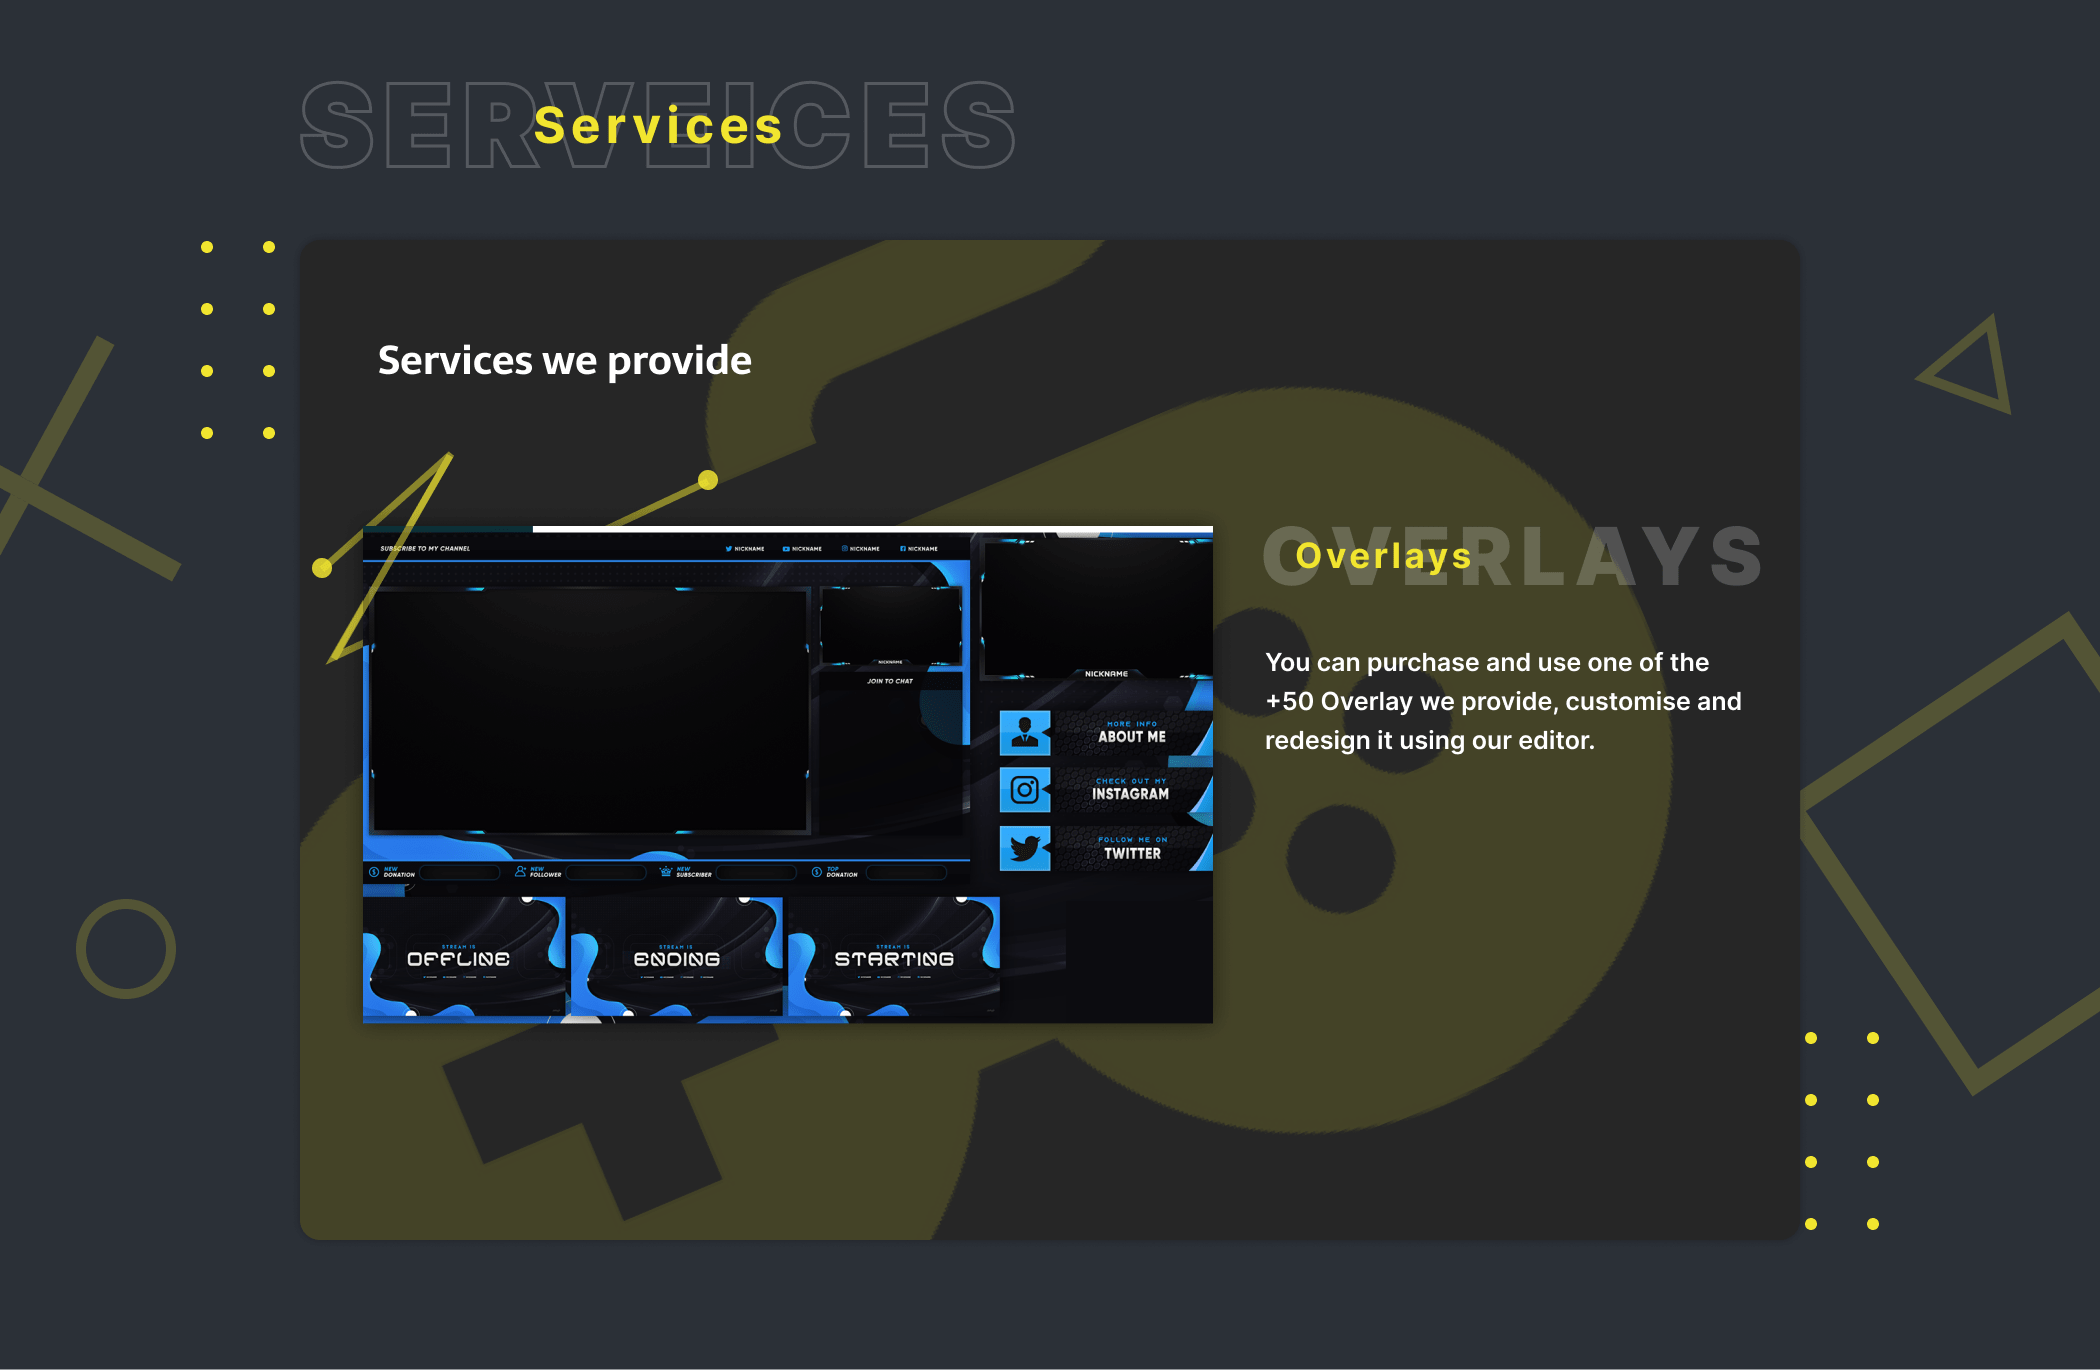 SERVEICES
Services
Services we provide
SUBSCRIBE TO MY CHANNEL
NICKNAME
NICKNAME
NICKNAME
NICKNAME
NICKNAME
JOIN TO CHAT
NICKNAME
MORE INFO
ABOUT ME
CHECK OUT MY
INSTAGRAM
FOLLOW ME ON
TWITTER
NEW
DONATION
NEW
FOLLOWER
NEW
SUBSCRIBER
TOP
DONATION
STREAM IS
OFFLINE
STREAM IS
ENDING
STREAM IS
STARTING
OVERLAYS
Overlays
You can purchase and use one of the
+50 Overlay we provide, customise and
redesign it using our editor.